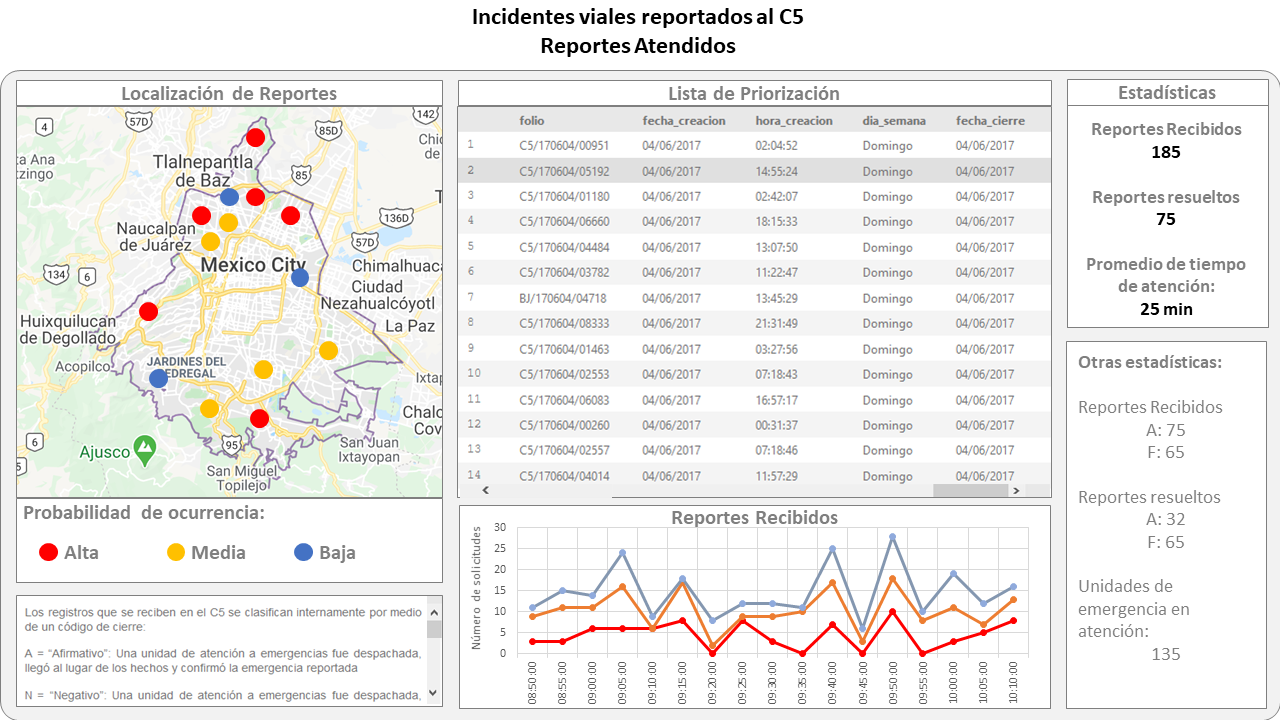 Incidentes viales reportados al C5
Reportes Atendidos
Localización de Reportes
4
57D
85D
142
Tlalnepantla
de Baz
85
136D
Naucalpan
de Juárez
57D
134
6
Mexico City
Chimalhuac
Ciudad
Nezahualcóyotl
Huixquilucan
de Degollado
La Paz
Acopilco
JARDINES DEL
PEDREGAL
Ixtap
Chalc
Cov
6
95
Ajusco
San Juan
Ixtayopan
San Miguel
Topilejo
Probabilidad de ocurrencia:
Alta Media Baja
Los registros que se reciben en el C5 se clasifican internamente por medio
de un código de cierre:
A = “Afirmativo”: Una unidad de atención a emergencias fue despachada,
llegó al lugar de los hechos y confirmó la emergencia reportada
N = “Negativo”: Una unidad de atención a emergencias fue despachada,
Lista de Priorización
folio fecha_creacion hora_creacion dia_semana fecha_cierre
1 C5/170604/00951 04/06/2017 02:04:52 Domingo 04/06/2017
2 C5/170604/05192 04/06/2017 14:55:24 Domingo 04/06/2017
3 C5/170604/01180 04/06/2017 02:42:07 Domingo 04/06/2017
4 C5/170604/06660 04/06/2017 18:15:33 Domingo 04/06/2017
5 C5/170604/04484 04/06/2017 13:07:50 Domingo 04/06/2017
6 C5/170604/03782 04/06/2017 11:22:47 Domingo 04/06/2017
7 BJ/170604/04718 04/06/2017 13:45:29 Domingo 04/06/2017
8 C5/170604/08333 04/06/2017 21:31:49 Domingo 04/06/2017
9 C5/170604/01463 04/06/2017 03:27:56 Domingo 04/06/2017
10 C5/170604/02553 04/06/2017 07:18:43 Domingo 04/06/2017
11 C5/170604/06083 04/06/2017 16:57:17 Domingo 04/06/2017
12 C5/170604/00260 04/06/2017 00:31:37 Domingo 04/06/2017
13 C5/170604/02557 04/06/2017 07:18:46 Domingo 04/06/2017
14 C5/170604/04014 04/06/2017 11:57:29 Domingo 04/06/2017
Reportes Recibidos
Número de solicitudes
30
25
20
15
10
5
0
08:50:00 08:55:00 09:00:00 09:05:00 09:10:00 09:15:00 09:20:00 09:25:00 09:30:00 09:35:00 09:40:00 09:45:00 09:50:00 09:55:00 10:00:00 10:05:00 10:10:00
Estadísticas
Reportes Recibidos
185
Reportes resueltos
75
Promedio de tiempo
de atención:
25 min
Otras estadísticas:
Reportes Recibidos
A: 75
F: 65
Reportes resueltos
A: 32
F: 65
Unidades de
emergencia en
atención:
135